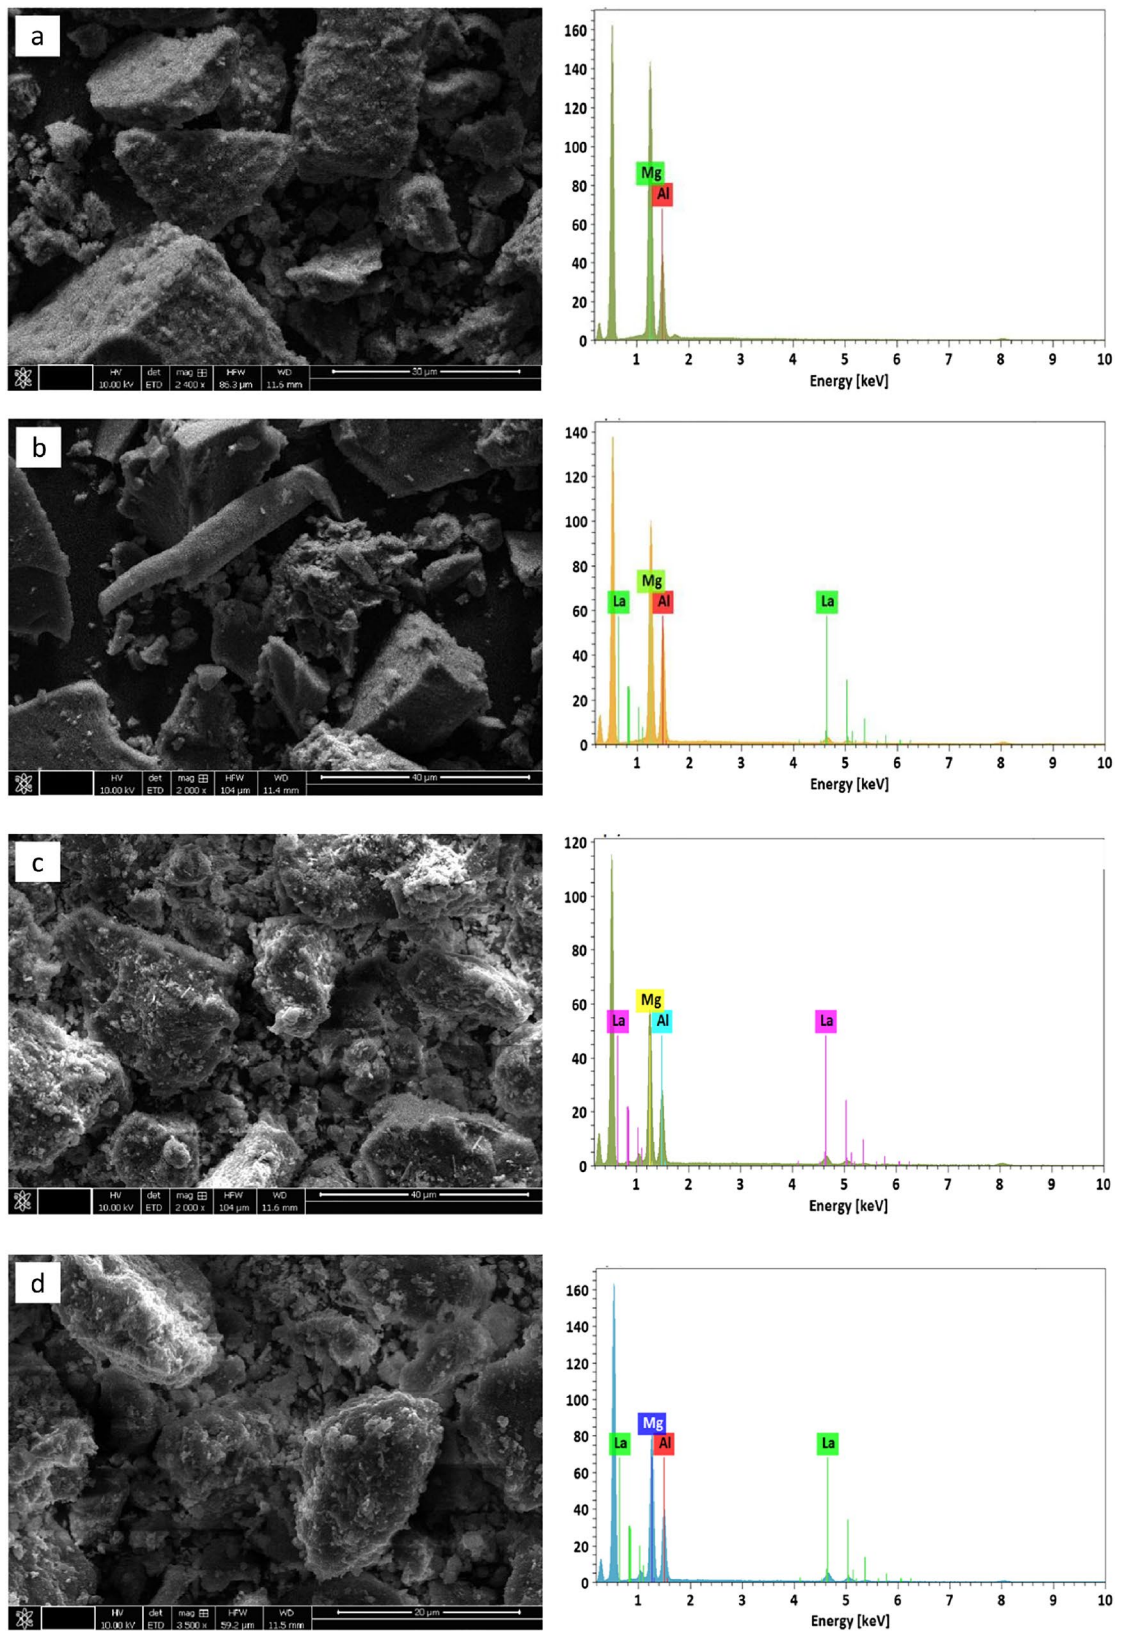 a
HV det mag HFW WD
10.00 kV ETD 2 400 x 86.3 µm 11.6 mm
30 µm
160
140
120
100
80
60
40
20
0
Mg
Al
1 2 3 4 5 6 7 8 9 10
Energy [keV]
b
HV det mag HFW WD
10.00 kV ETD 2 000 x 104 µm 11.4 mm
40 µm
140
120
100
80
60
40
20
0
Mg
La Al La
1 2 3 4 5 6 7 8 9 10
Energy [keV]
c
HV det mag HFW WD
10.00 kV ETD 2 000 x 104 µm 11.6 mm
40 µm
120
100
80
60
40
20
0
Mg
La Al La
1 2 3 4 5 6 7 8 9 10
Energy [keV]
d
HV det mag HFW WD
10.00 kV ETD 3 500 x 59.2 µm 11.5 mm
20 µm
160
140
120
100
80
60
40
20
0
Mg
La Al La
1 2 3 4 5 6 7 8 9 10
Energy [keV]